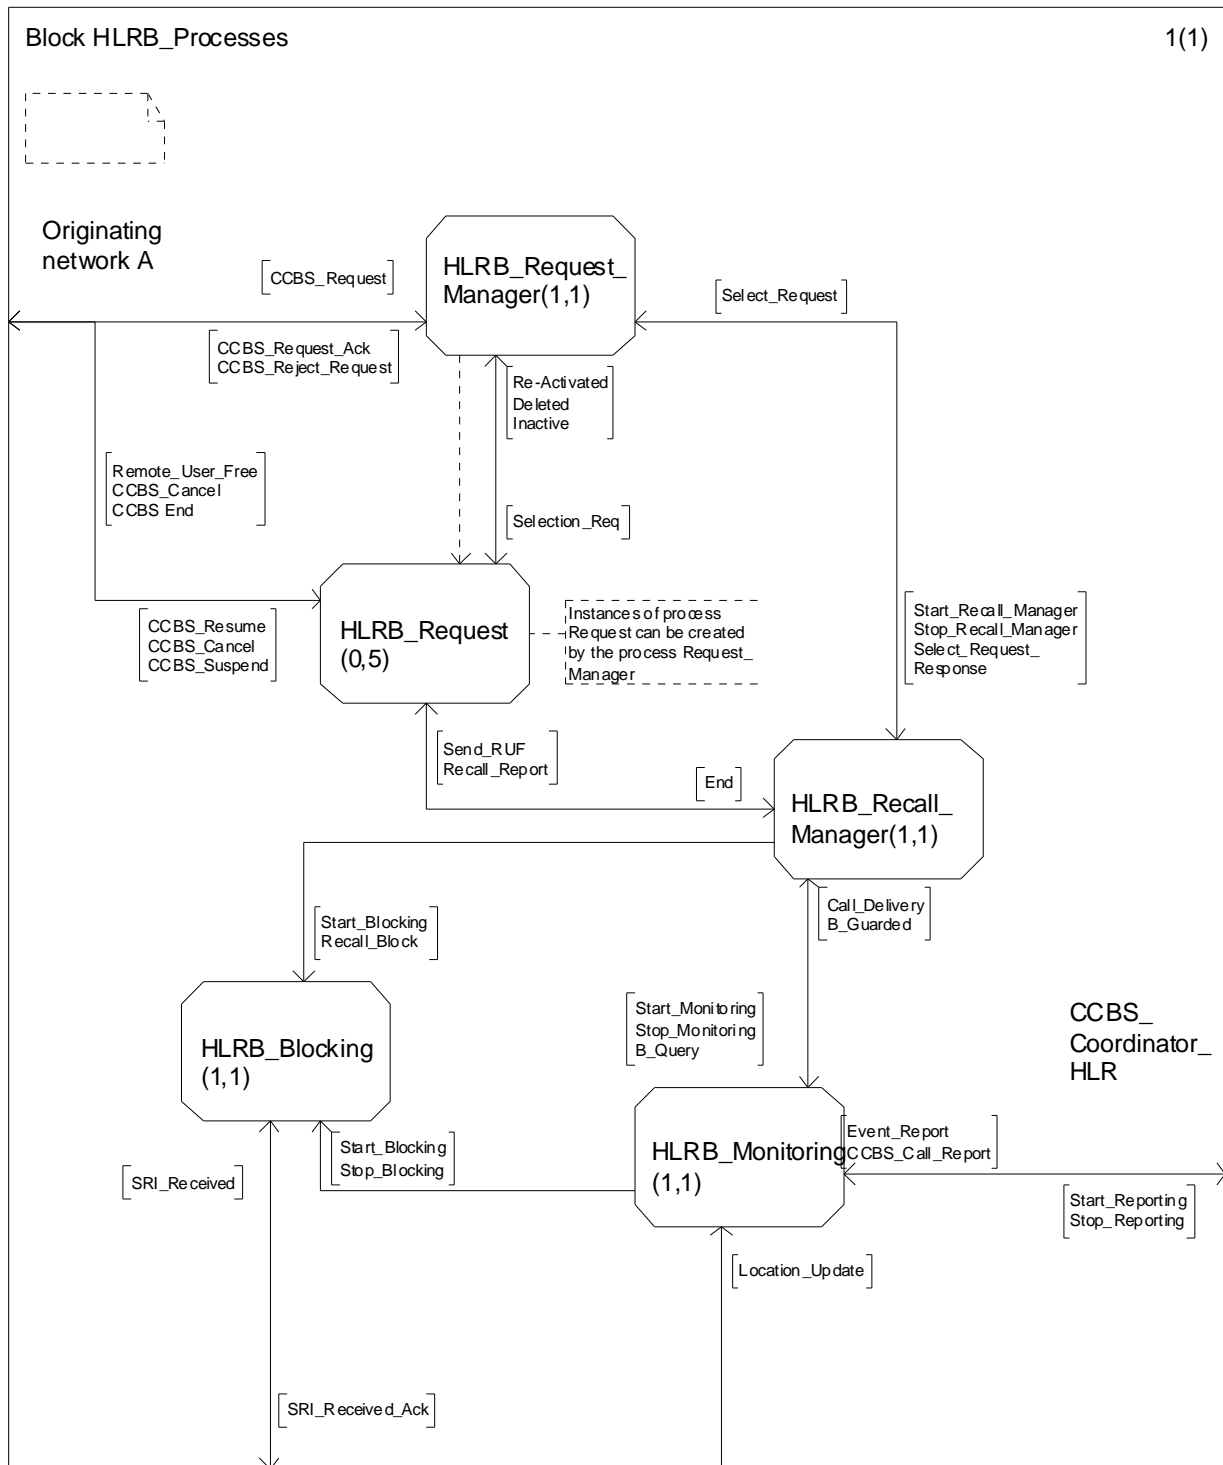 Block HLRB_Processes
1(1)
Originating
network A
HLRB_Request_
Manager(1,1)
[CCBS_Request]
[Select_Request]
[CCBS_Request_Ack
CCBS_Reject_Request]
[Re-Activated
Deleted
Inactive]
[Remote_User_Free
CCBS_Cancel
CCBS End]
[Selection_Req]
HLRB_Request
(0,5)
Instances of process
Request can be created
by the process Request_
Manager
[CCBS_Resume
CCBS_Cancel
CCBS_Suspend]
[Start_Recall_Manager
Stop_Recall_Manager
Select_Request_
Response]
[Send_RUF
Recall_Report]
[End]
HLRB_Recall_
Manager(1,1)
[Start_Blocking
Recall_Block]
[Call_Delivery
B_Guarded]
HLRB_Blocking
(1,1)
[Start_Monitoring
Stop_Monitoring
B_Query]
CCBS_
Coordinator_
HLR
HLRB_Monitoring
(1,1)
[Event_Report
CCBS_Call_Report]
[Start_Blocking
Stop_Blocking]
[SRI_Received]
[Start_Reporting
Stop_Reporting]
[Location_Update]
[SRI_Received_Ack]